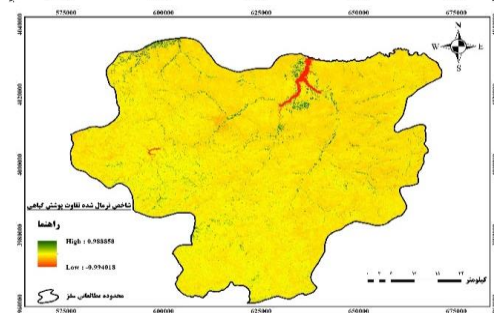 575000 600000 625000 650000 675000
N
W E
S
شاخص نرمال شده تفاوت پوشش گیاهی
راهنما
High : 0.988858
Low : -0.994018
محدوده مطالعاتی سقز
کیلومتر
575000 600000 625000 650000 675000